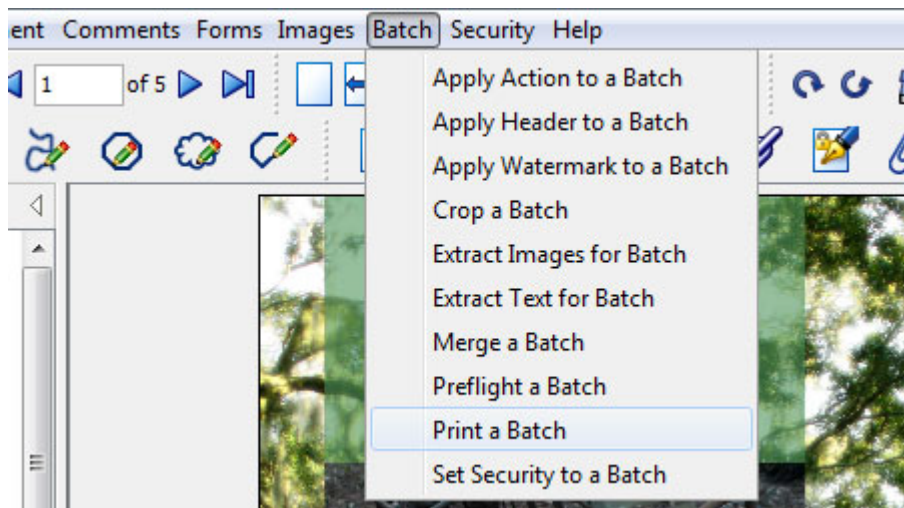 ent Comments Forms Images Batch Security Help
1 of 5
Apply Action to a Batch
Apply Header to a Batch
Apply Watermark to a Batch
Crop a Batch
Extract Images for Batch
Extract Text for Batch
Merge a Batch
Preflight a Batch
Print a Batch
Set Security to a Batch